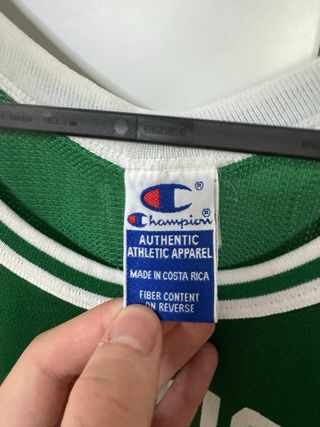 Champion
AUTHENTIC
ATHLETIC APPAREL
MADE IN COSTA RICA
FIBER CONTENT
ON REVERSE